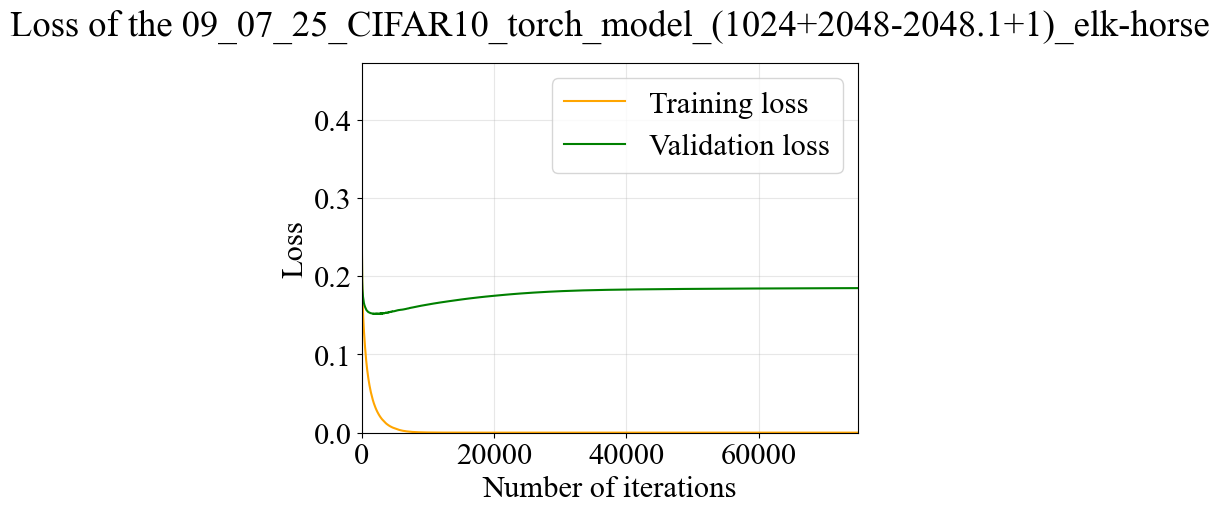 Loss of the 09_07_25_CIFAR10_torch_model_(1024+2048-2048.1+1)_elk-horse
Training loss
Validation loss
Loss
0.4
0.3
0.2
0.1
0.0
0 20000 40000 60000
Number of iterations